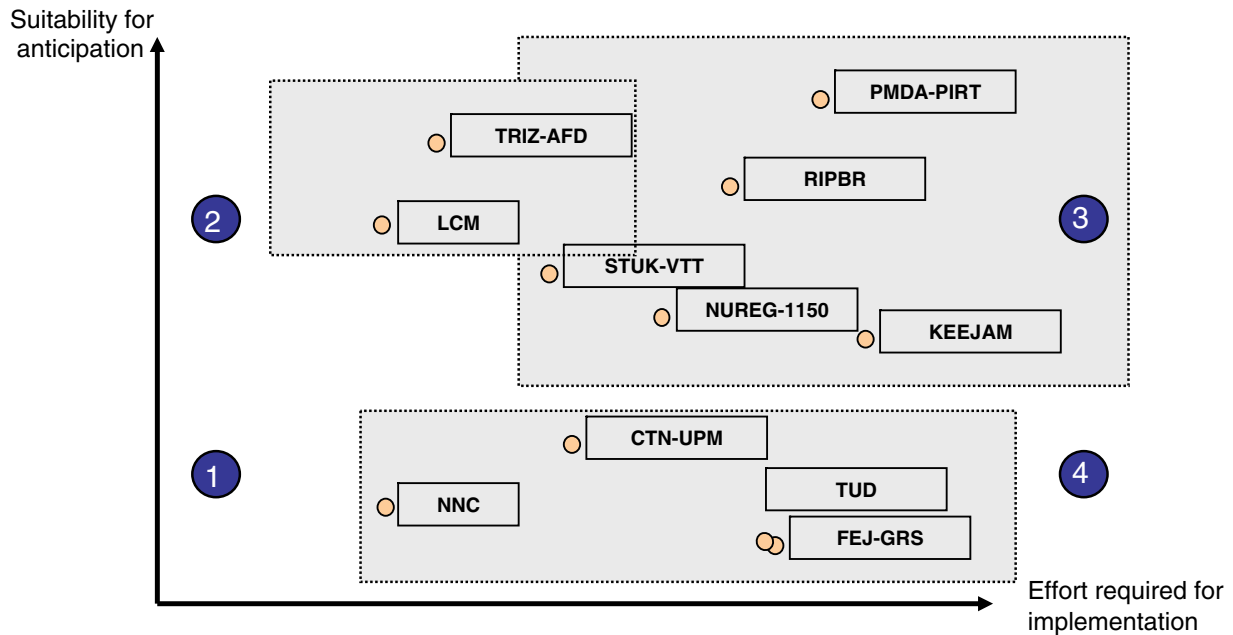 Suitability for
anticipation
PMDA-PIRT
TRIZ-AFD
RIPBR
2
LCM
3
STUK-VTT
NUREG-1150
KEEJAM
CTN-UPM
1
4
TUD
NNC
FEJ-GRS
Effort required for
implementation